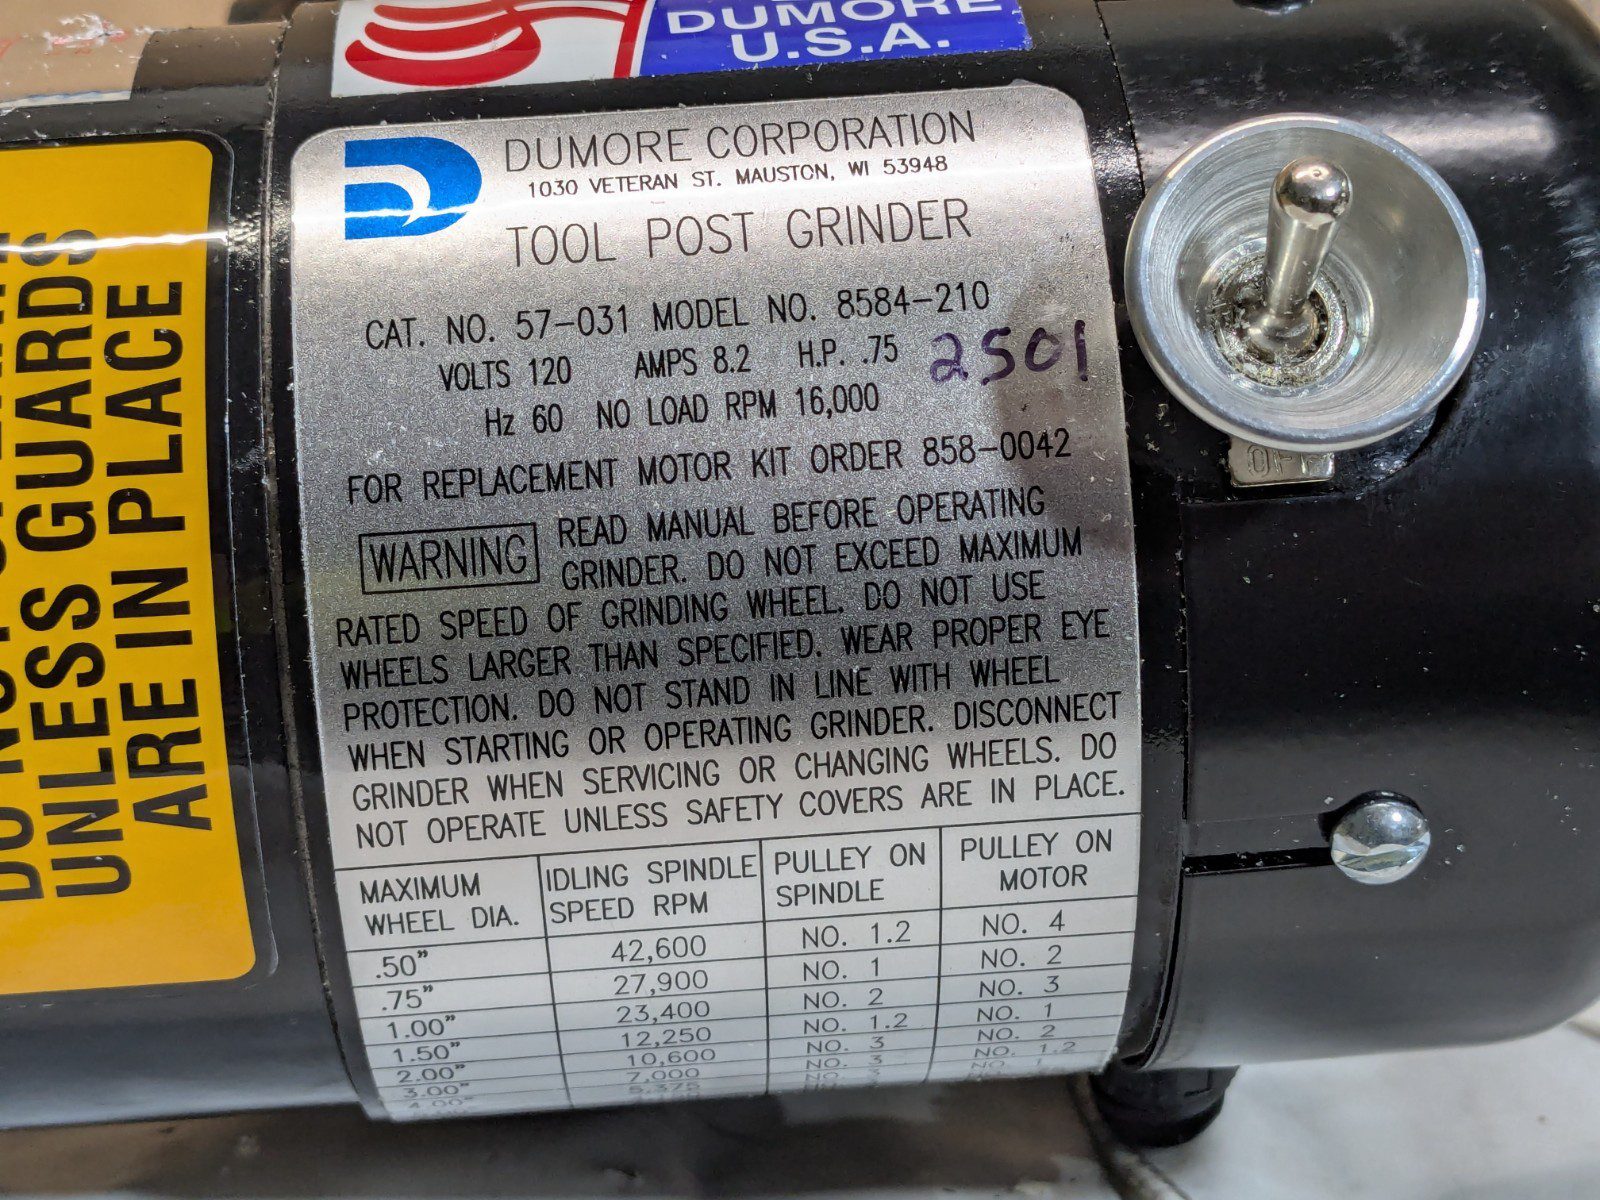 DUMORE
U.S.A.
DUMORE CORPORATION
1030 VETERAN ST. MAUSTON, WI 53948
TOOL POST GRINDER
CAT. NO. 57-031 MODEL NO. 8584-210
VOLTS 120 AMPS 8.2 H.P. .75 2501
Hz 60 NO LOAD RPM 16,000
FOR REPLACEMENT MOTOR KIT ORDER 858-0042
WARNING READ MANUAL BEFORE OPERATING
GRINDER. DO NOT EXCEED MAXIMUM
RATED SPEED OF GRINDING WHEEL. DO NOT USE
WHEELS LARGER THAN SPECIFIED. WEAR PROPER EYE
PROTECTION. DO NOT STAND IN LINE WITH WHEEL
WHEN STARTING OR OPERATING GRINDER. DISCONNECT
GRINDER WHEN SERVICING OR CHANGING WHEELS. DO
NOT OPERATE UNLESS SAFETY COVERS ARE IN PLACE.
MAXIMUM WHEEL DIA. IDLING SPINDLE SPEED RPM PULLEY ON SPINDLE PULLEY ON MOTOR
.50" 42,600 NO. 1.2 NO. 4
.75" 27,900 NO. 1 NO. 2
1.00" 23,400 NO. 2 NO. 3
1.50" 12,250 NO. 1.2 NO. 1
2.00" 10,600 NO. 3 NO. 2
3.00" 7,000 NO. 3 NO. 1.2
4.00" 5,375
UNLESS GUARDS
ARE IN PLACE